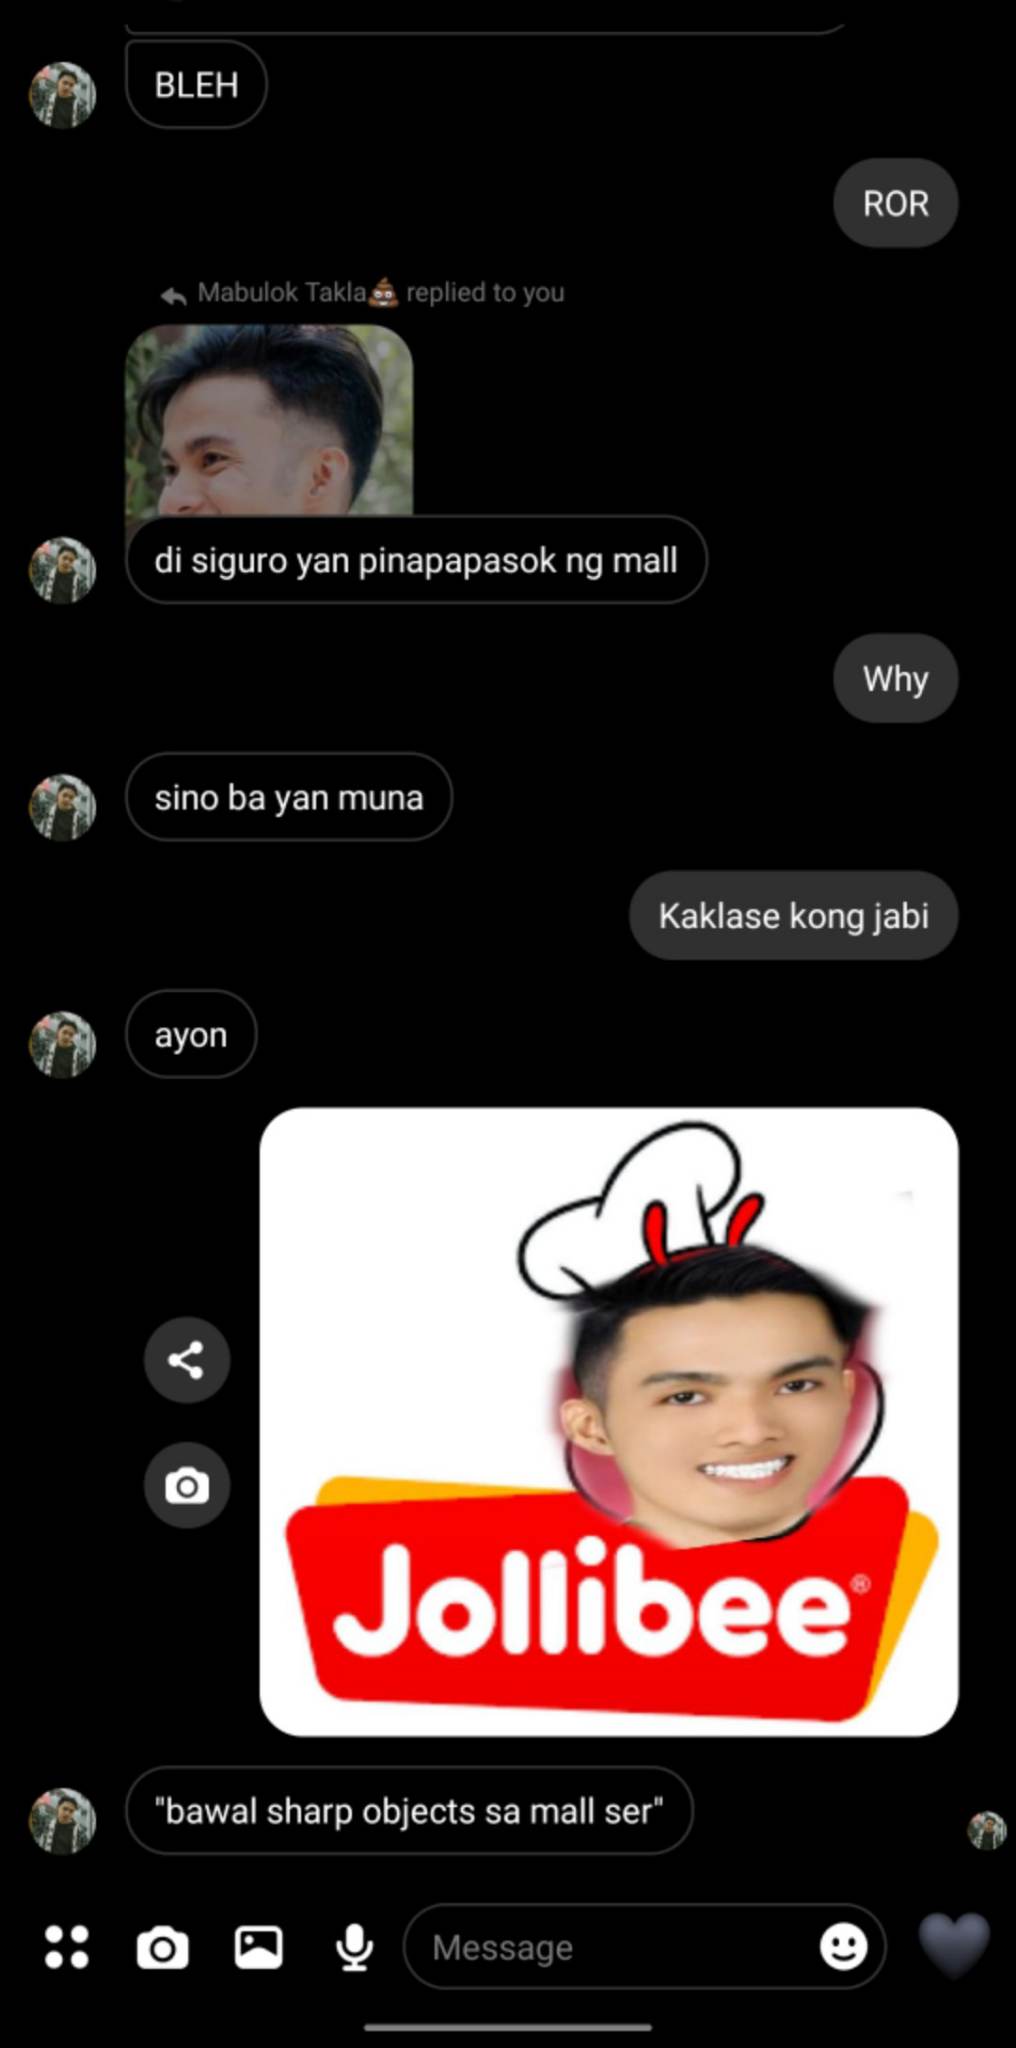 BLEH
ROR
Mabulok Takla💩 replied to you
di siguro yan pinapapasok ng mall
Why
sino ba yan muna
Kaklase kong jabi
ayon
Jollibee®
"bawal sharp objects sa mall ser"
Message